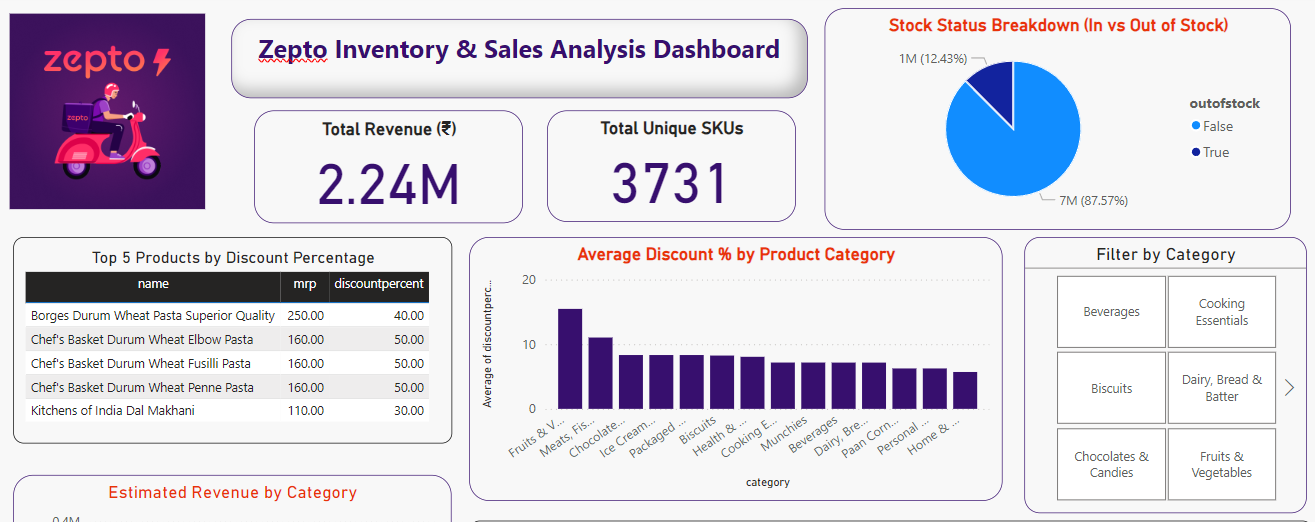 zepto
zepto
Zepto Inventory & Sales Analysis Dashboard
Total Revenue (₹)
2.24M
Total Unique SKUs
3731
Stock Status Breakdown (In vs Out of Stock)
1M (12.43%)
7M (87.57%)
outofstock
False
True
Top 5 Products by Discount Percentage
name mrp discountpercent
Borges Durum Wheat Pasta Superior Quality 250.00 40.00
Chef's Basket Durum Wheat Elbow Pasta 160.00 50.00
Chef's Basket Durum Wheat Fusilli Pasta 160.00 50.00
Chef's Basket Durum Wheat Penne Pasta 160.00 50.00
Kitchens of India Dal Makhani 110.00 30.00
Average Discount % by Product Category
Average of discountperc...
20
10
0
Fruits & V...
Meats, Fis...
Chocolate...
Ice Cream...
Packaged ...
Biscuits
Health & ...
Cooking E...
Munchies
Beverages
Dairy, Bre...
Paan Corn...
Personal ...
Home & ...
category
Filter by Category
Beverages
Cooking
Essentials
Biscuits
Dairy, Bread &
Batter
Chocolates &
Candies
Fruits &
Vegetables
Estimated Revenue by Category
0.4M